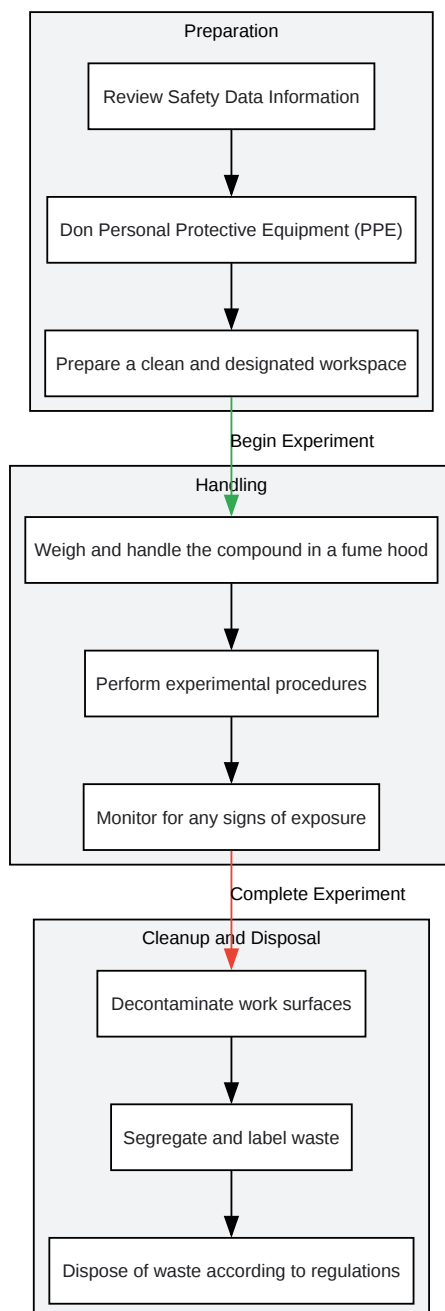 Preparation
Review Safety Data Information
Don Personal Protective Equipment (PPE)
Prepare a clean and designated workspace
Begin Experiment
Handling
Weigh and handle the compound in a fume hood
Perform experimental procedures
Monitor for any signs of exposure
Complete Experiment
Cleanup and Disposal
Decontaminate work surfaces
Segregate and label waste
Dispose of waste according to regulations